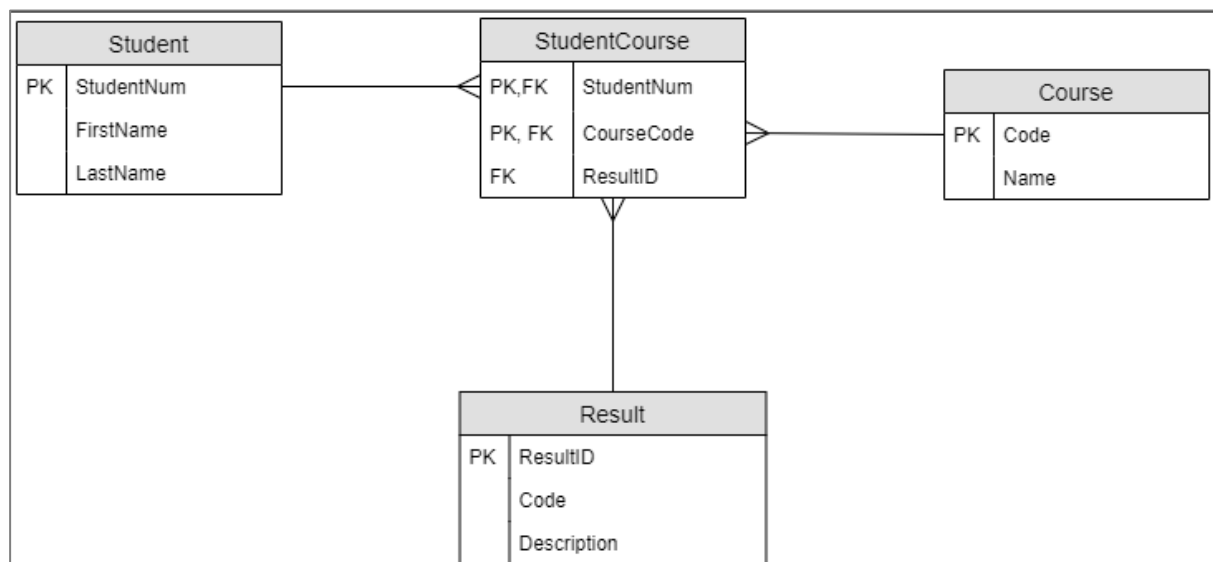 Student
PK StudentNum
FirstName
LastName
StudentCourse
PK,FK StudentNum
PK, FK CourseCode
FK ResultID
Course
PK Code
Name
Result
PK ResultID
Code
Description